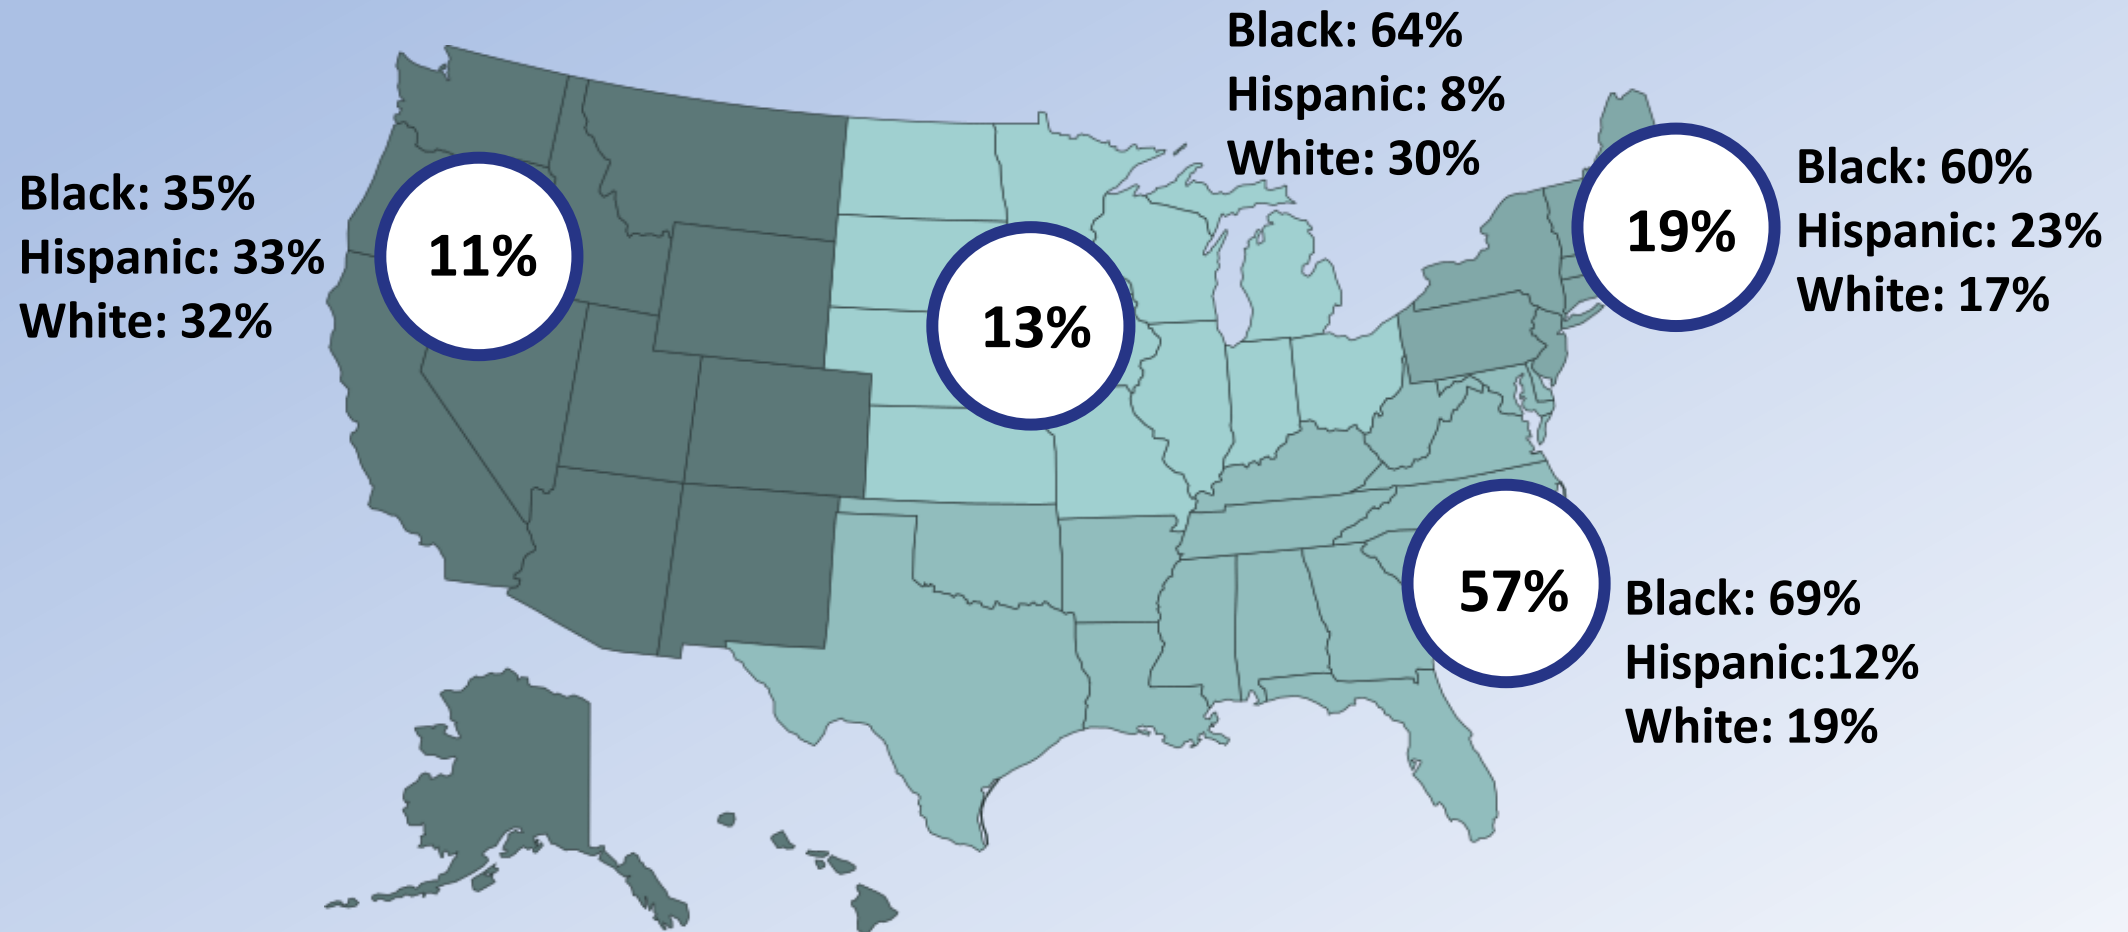 Black: 64%
Hispanic: 8%
White: 30%
Black: 35%
Hispanic: 33%
White: 32%
11%
13%
19%
Black: 60%
Hispanic: 23%
White: 17%
57%
Black: 69%
Hispanic:12%
White: 19%